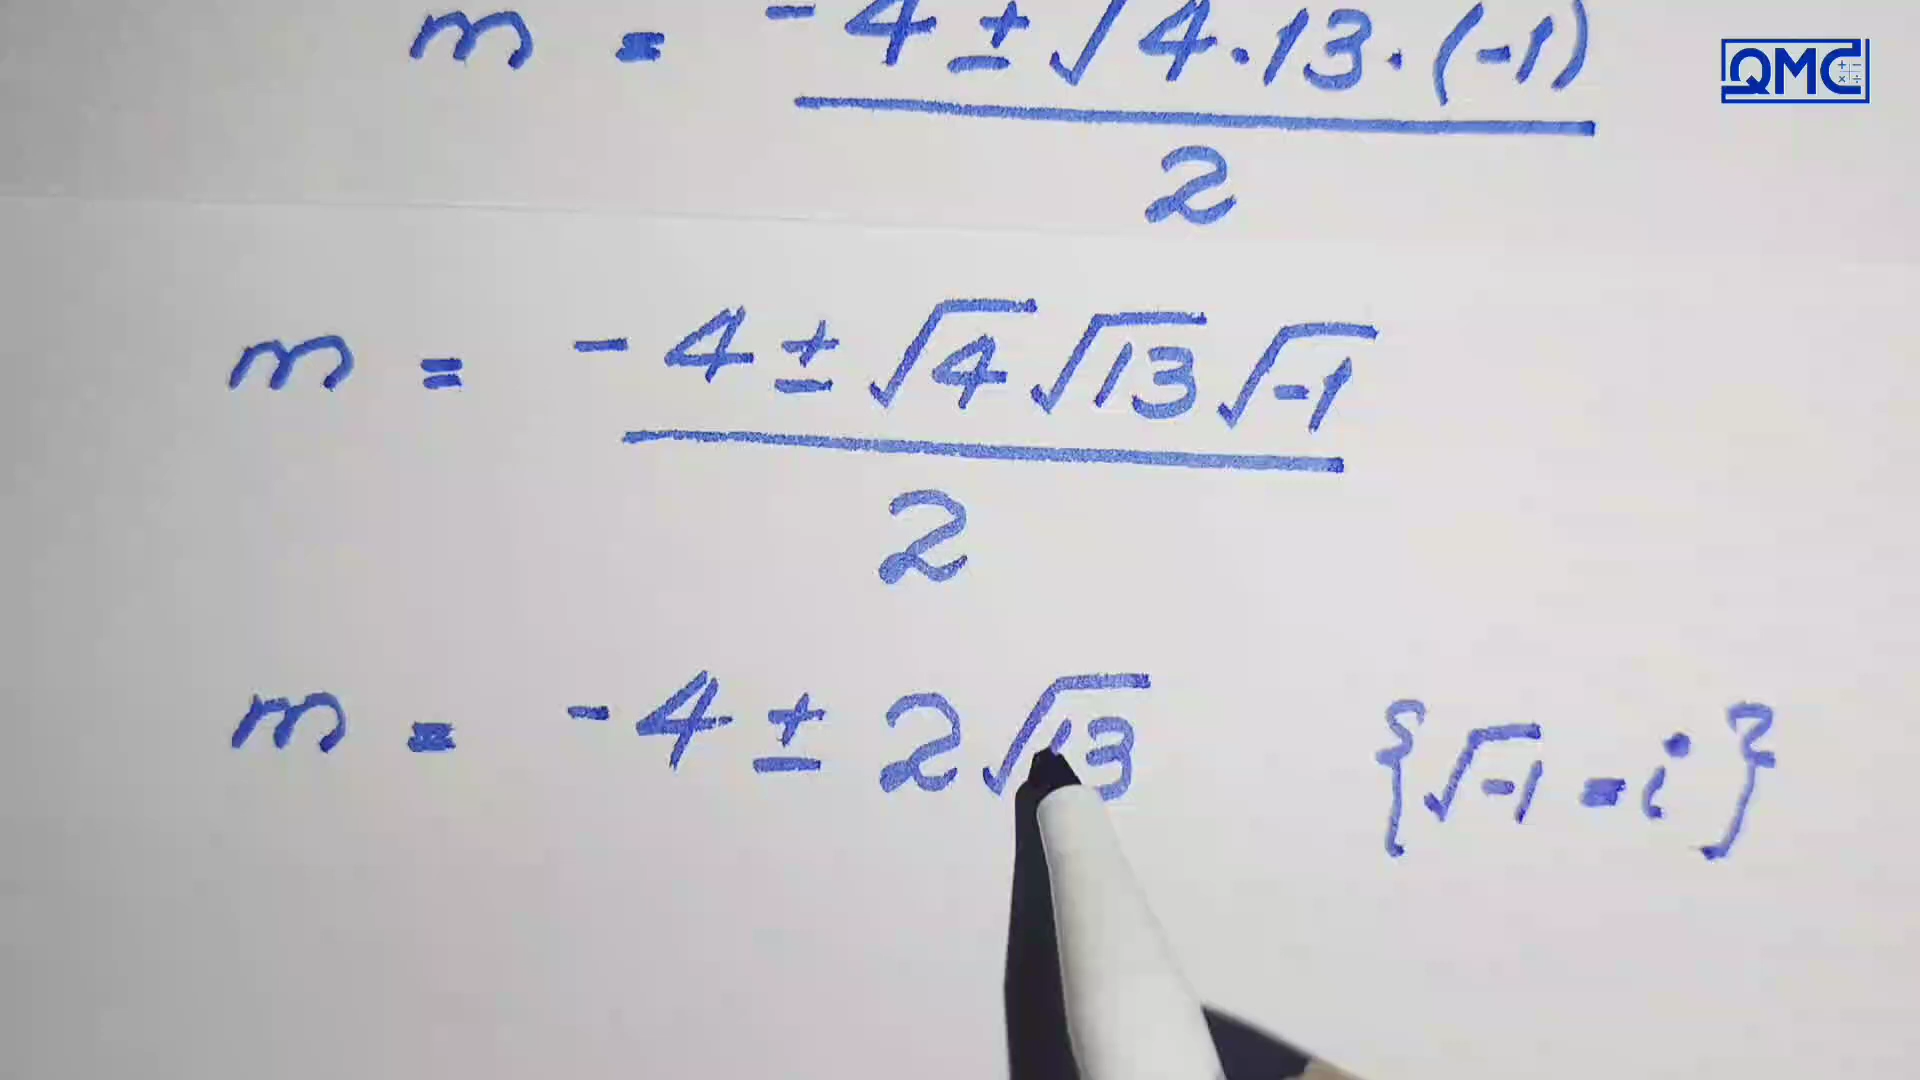 m = -4 ± √4·13·(-1)
QMC
2
m = -4 ± √4 √13 √-1
2
m = -4 ± 2√13 {√-1 = i}